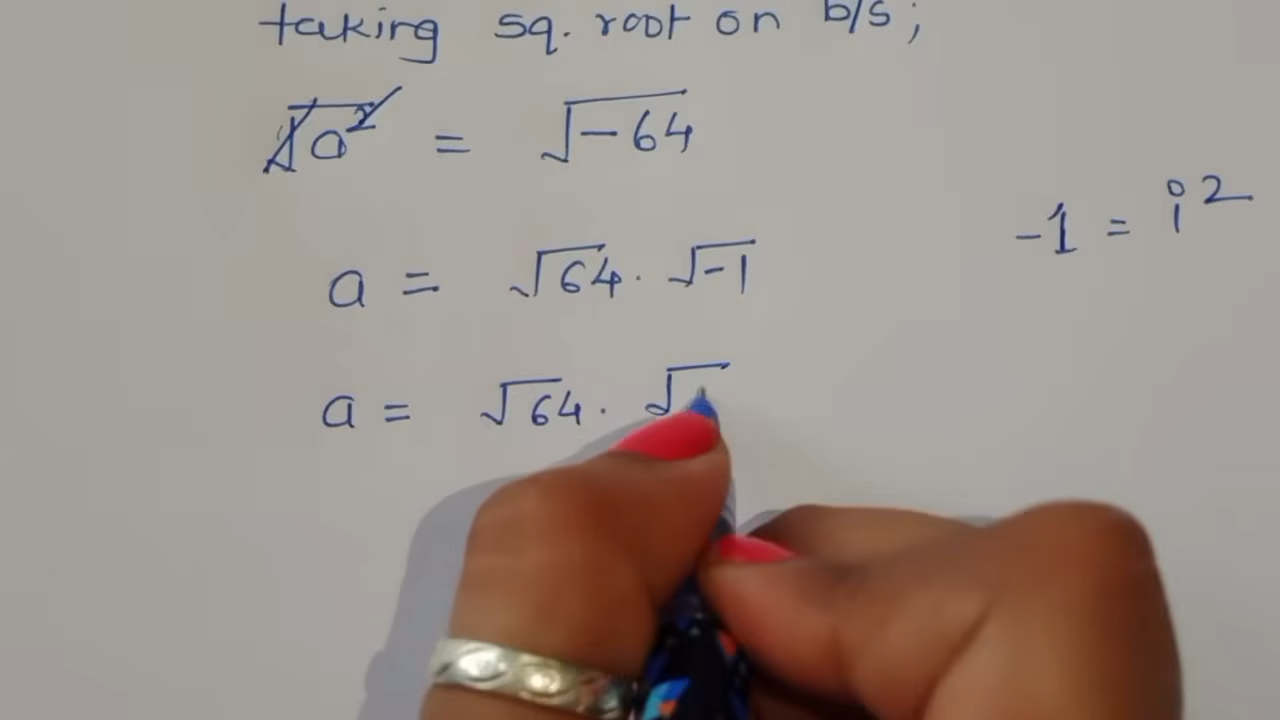 taking sq. root on b/s;
√a² = √-64
-1 = i²
a = √64 · √-1
a = √64 · √